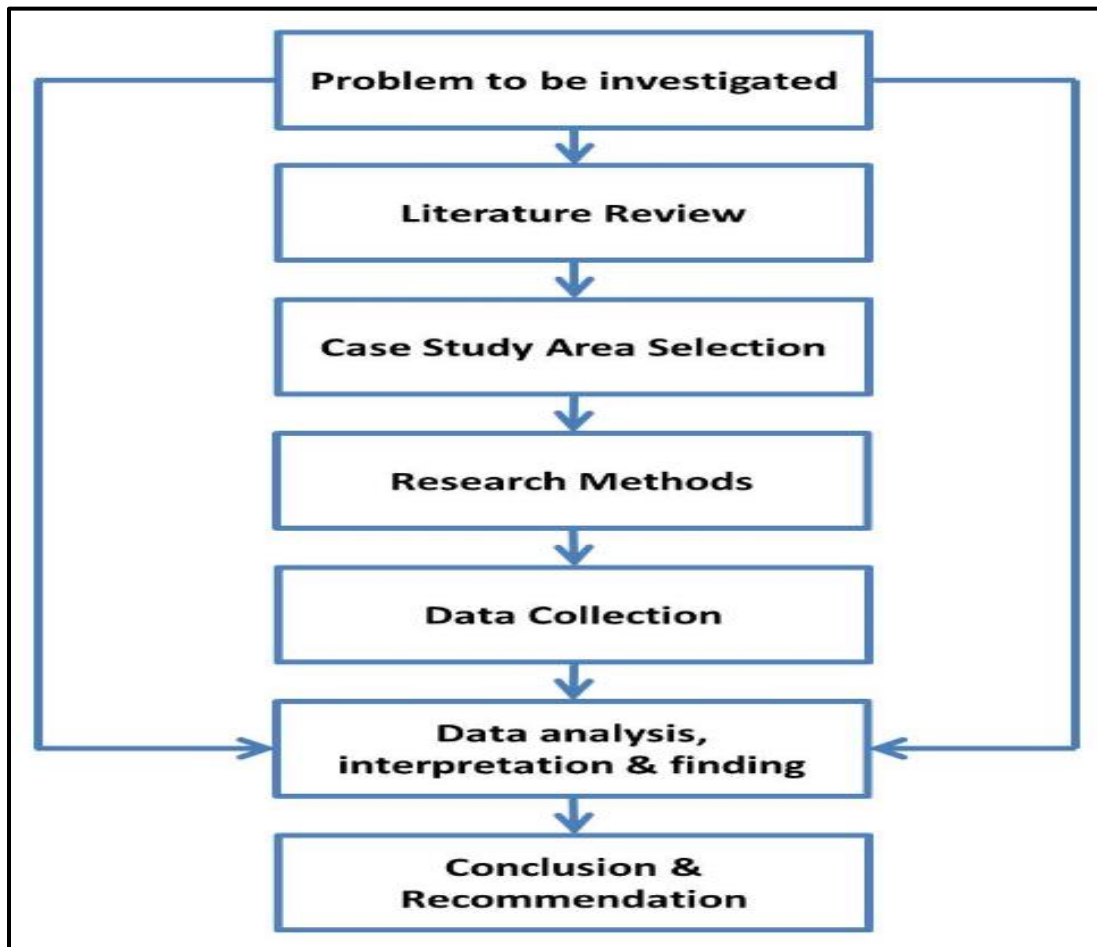 Problem to be investigated
Literature Review
Case Study Area Selection
Research Methods
Data Collection
Data analysis,
interpretation & finding
Conclusion &
Recommendation